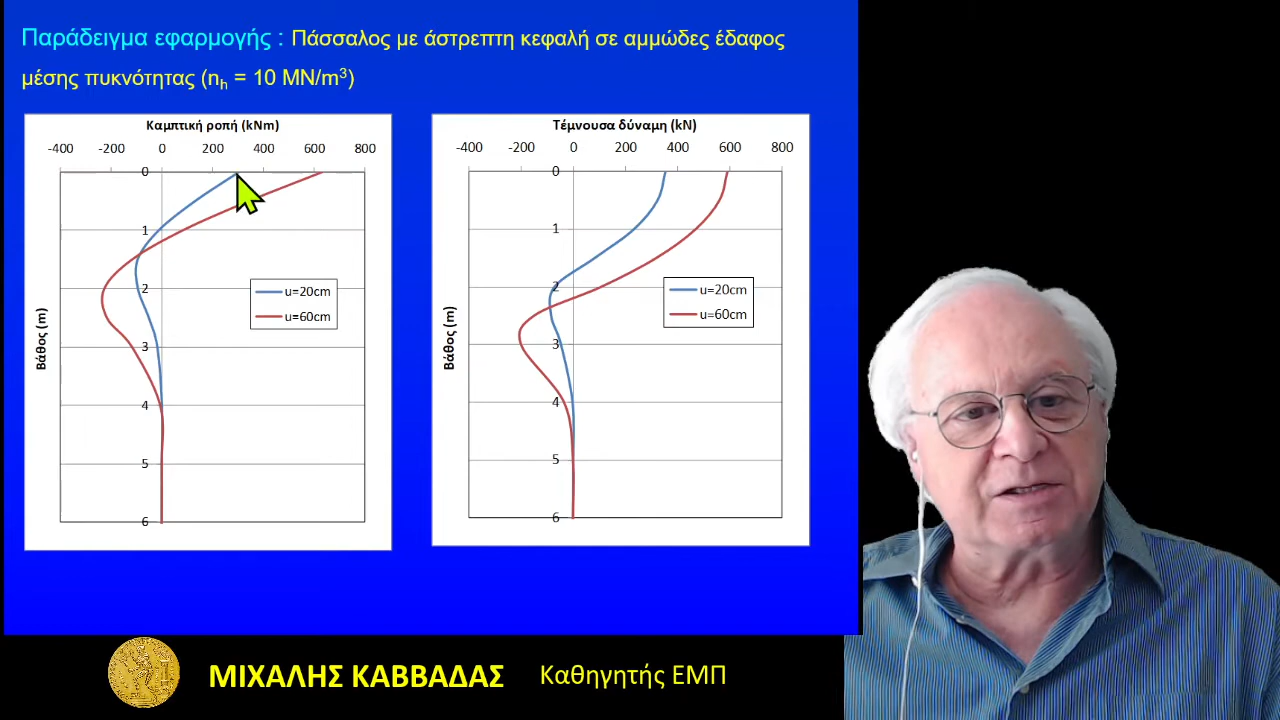 Παράδειγμα εφαρμογής : Πάσσαλος με άστρεπτη κεφαλή σε αμμώδες έδαφος
μέσης πυκνότητας (nh = 10 MN/m³)
Καμπτική ροπή (kNm)
-400 -200 0 200 400 600 800
0
1
2
3
4
5
6
Βάθος (m)
u=20cm
u=60cm
Τέμνουσα δύναμη (kN)
-400 -200 0 200 400 600 800
0
1
2
3
4
5
6
Βάθος (m)
u=20cm
u=60cm
ΜΙΧΑΛΗΣ ΚΑΒΒΑΔΑΣ Καθηγητής ΕΜΠ